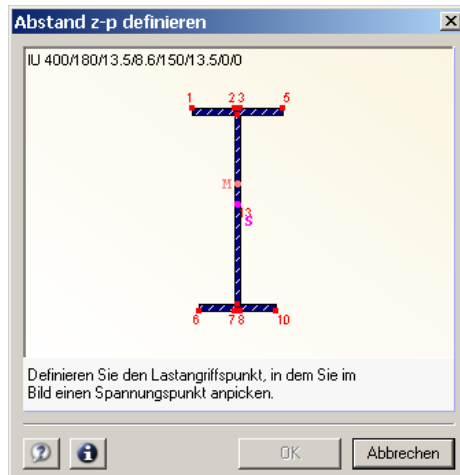 Abstand z-p definieren
IU 400/180/13.5/8.6/150/13.5/0/0
1 2 3 5
M
13
S
6 7 8 10
Definieren Sie den Lastangriffspunkt, in dem Sie im
Bild einen Spannungspunkt anpicken.
OK Abbrechen